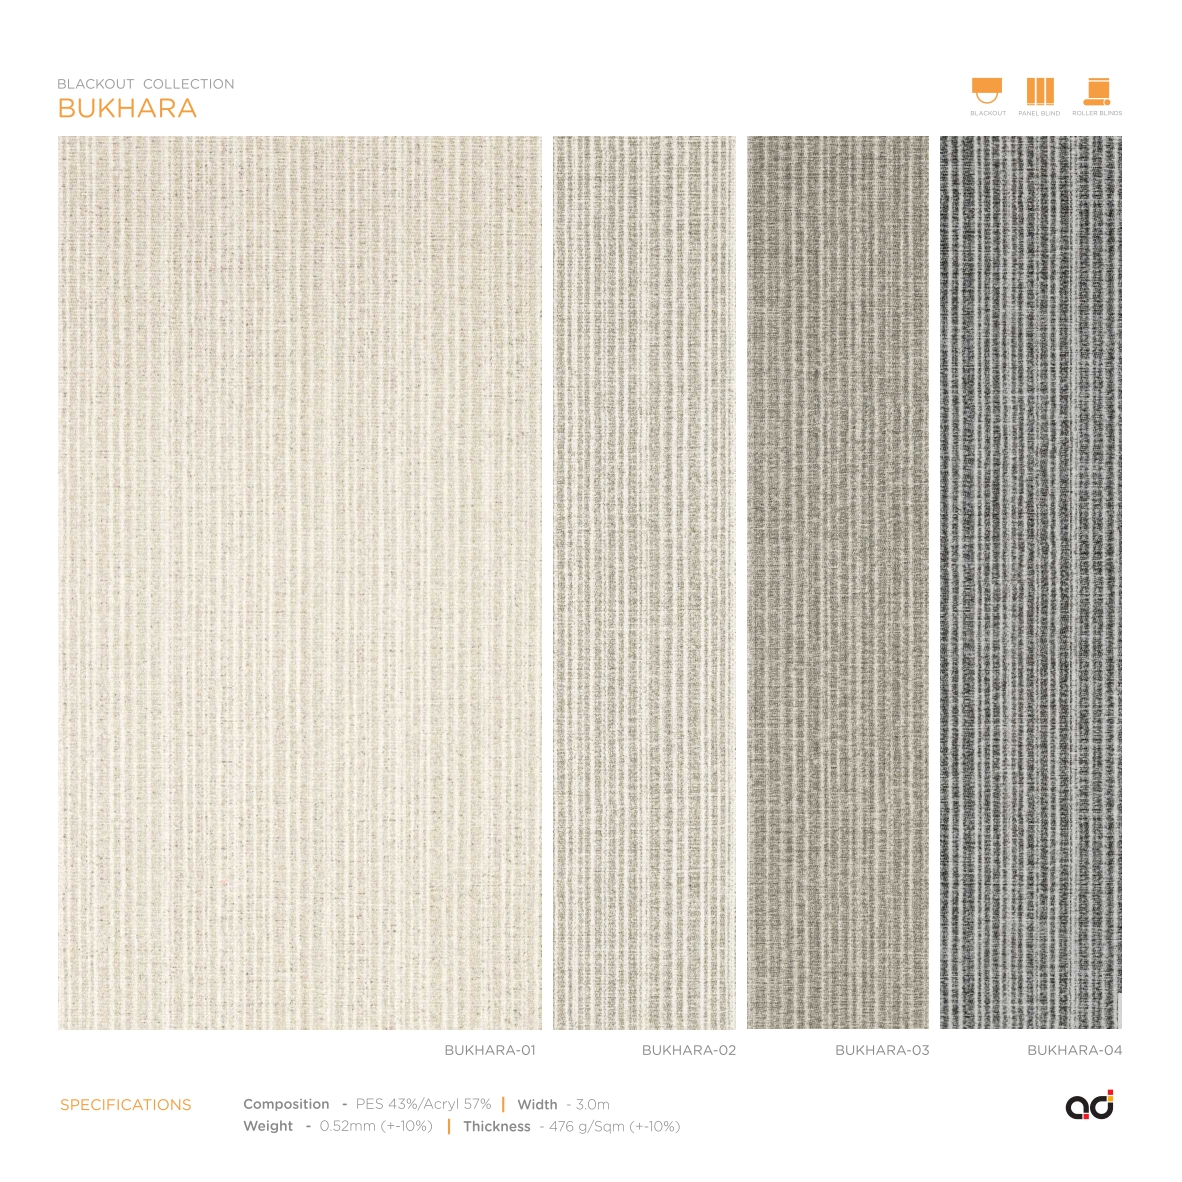 BLACKOUT COLLECTION
BUKHARA
BLACKOUT PANEL BLIND ROLLER BLINDS
BUKHARA-01 BUKHARA-02 BUKHARA-03 BUKHARA-04
SPECIFICATIONS
Composition - PES 43%/Acryl 57% | Width - 3.0m
Weight - 0.52mm (+-10%) | Thickness - 476 g/Sqm (+-10%)
ad